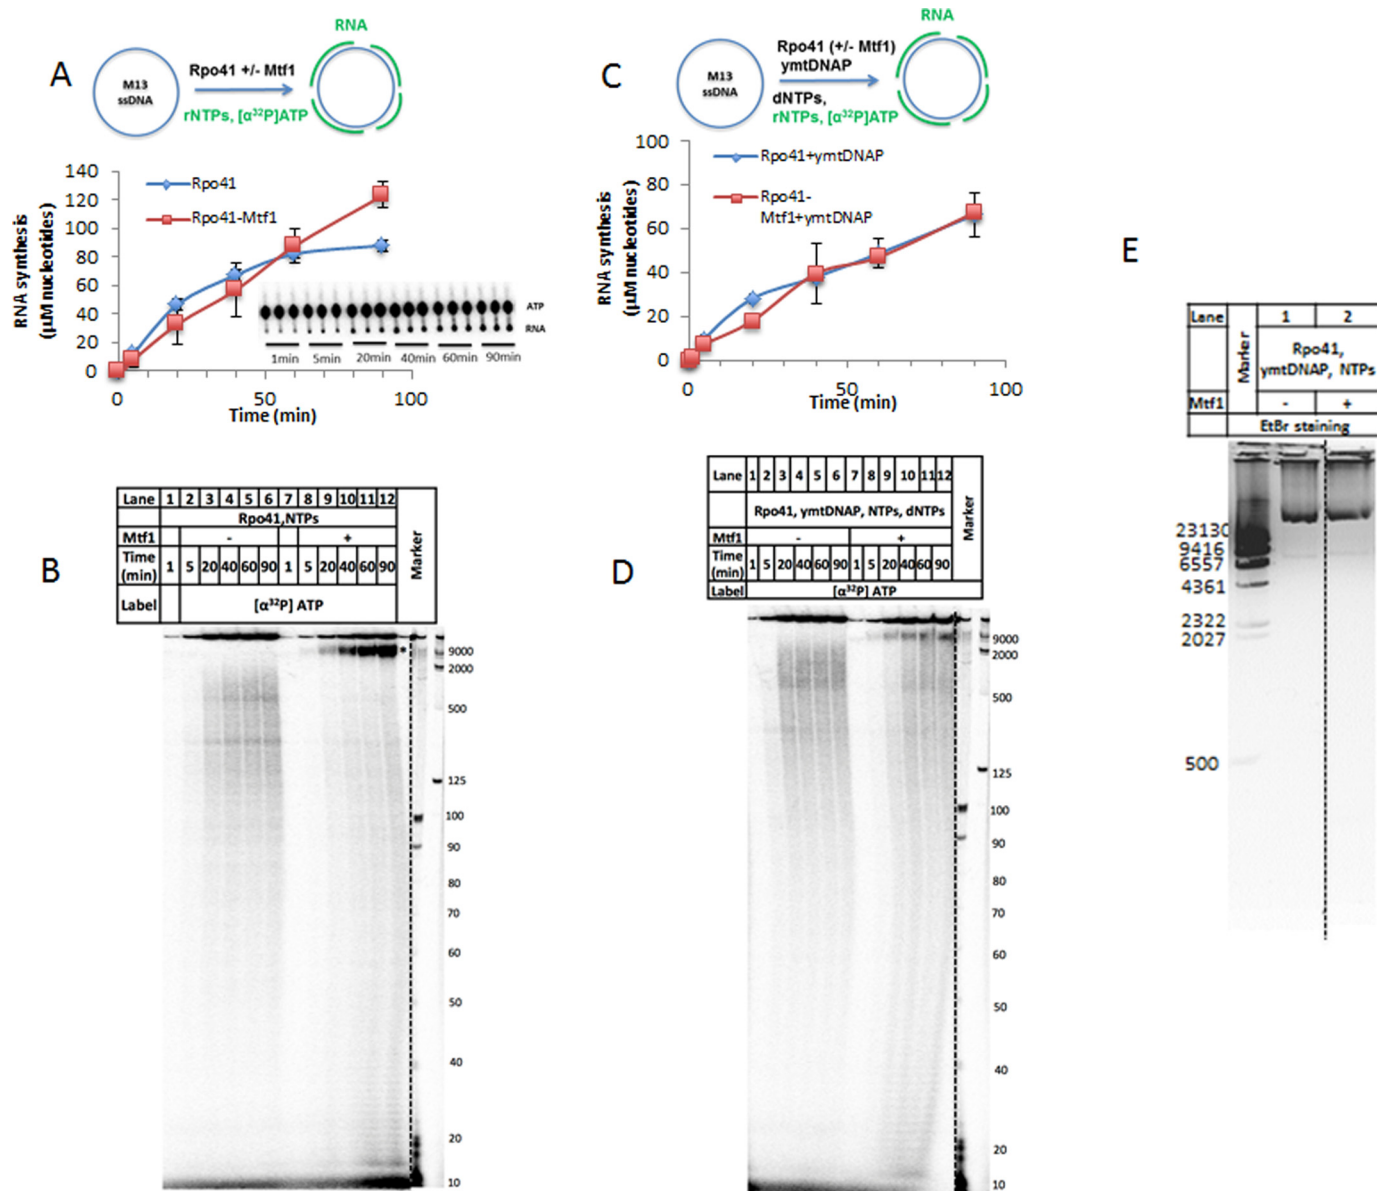 A
RNA
M13
ssDNA
Rpo41 +/- Mtf1
rNTPs, [α³²P]ATP
RNA synthesis
(µM nucleotides)
140
120
100
80
60
40
20
0
Rpo41
Rpo41-Mtf1
ATP
RNA
1min 5min 20min 40min 60min 90min
0 50 100
Time (min)
C
RNA
M13
ssDNA
Rpo41 (+/- Mtf1)
ymtDNAP
dNTPs,
rNTPs, [α³²P]ATP
RNA synthesis
(µM nucleotides)
100
80
60
40
20
0
Rpo41+ymtDNAP
Rpo41-
Mtf1+ymtDNAP
0 50 100
Time (min)
B
Lane 1 2 3 4 5 6 7 8 9 10 11 12
Marker
Rpo41,NTPs
Mtf1 - +
Time
(min) 1 5 20 40 60 90 1 5 20 40 60 90
Label [α³²P] ATP
9000
2000
500
125
100
90
80
70
60
50
40
20
10
D
Lane 1 2 3 4 5 6 7 8 9 10 11 12
Marker
Rpo41, ymtDNAP, NTPs, dNTPs
Mtf1 - +
Time
(min) 1 5 20 40 60 90 1 5 20 40 60 90
Label [α³²P] ATP
9000
2000
500
125
100
90
80
70
60
50
40
20
10
E
Lane 1 2
Marker
Rpo41,
ymtDNAP, NTPs
Mtf1 - +
EtBr staining
23130
9416
6557
4361
2322
2027
500